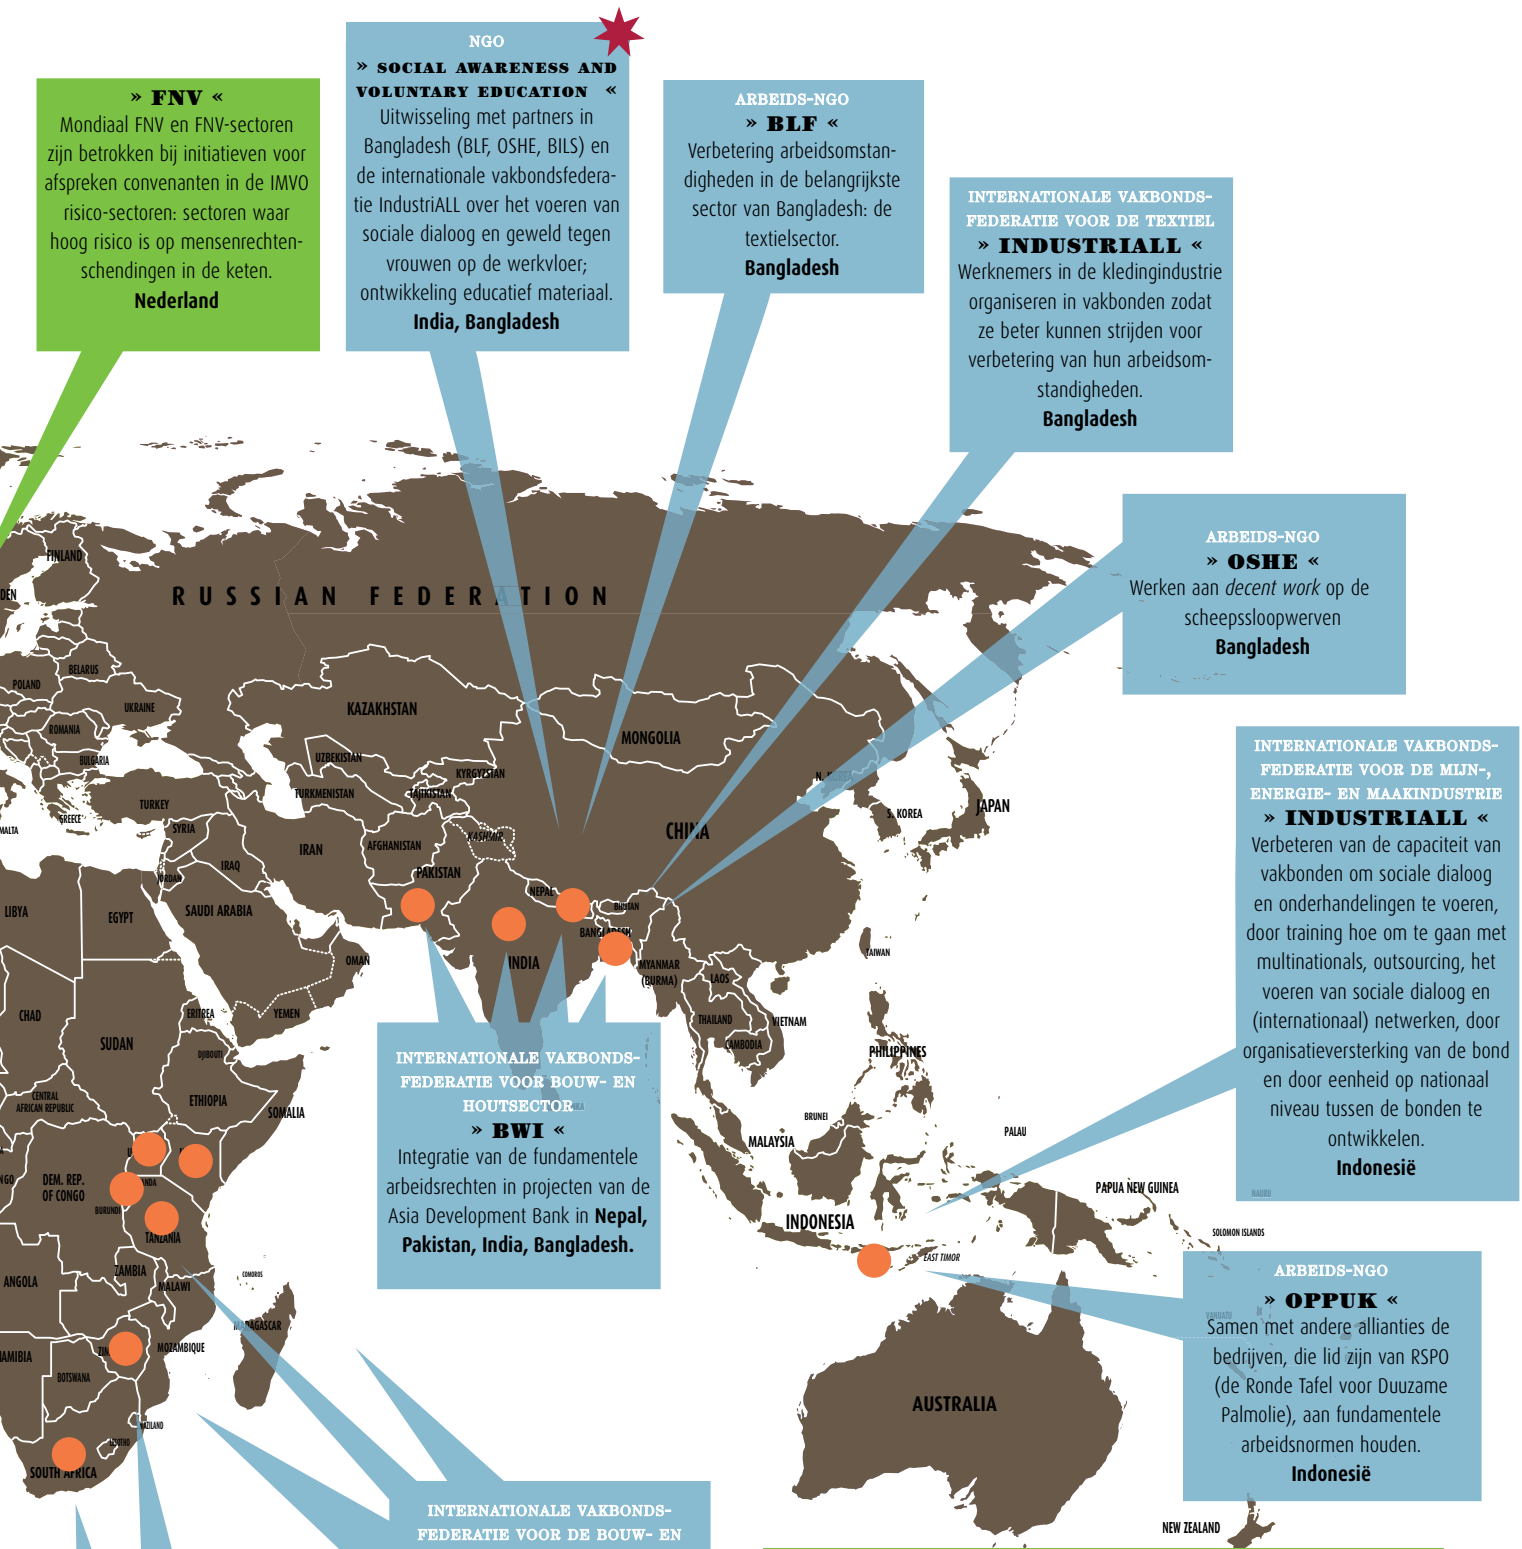 NGO
» SOCIAL AWARENESS AND
VOLUNTARY EDUCATION «
Uitwisseling met partners in
Bangladesh (BLF, OSHE, BILS) en
de internationale vakbondsfedera-
tie IndustriALL over het voeren van
sociale dialoog en geweld tegen
vrouwen op de werkvloer;
ontwikkeling educatief materiaal.
India, Bangladesh
» FNV «
Mondiaal FNV en FNV-sectoren
zijn betrokken bij initiatieven voor
afspreken convenanten in de IMVO
risico-sectoren: sectoren waar
hoog risico is op mensenrechten-
schendingen in de keten.
Nederland
ARBEIDS-NGO
» BLF «
Verbetering arbeidsomstan-
digheden in de belangrijkste
sector van Bangladesh: de
textielsector.
Bangladesh
INTERNATIONALE VAKBONDS-
FEDERATIE VOOR DE TEXTIEL
» INDUSTRIALL «
Werknemers in de kledingindustrie
organiseren in vakbonden zodat
ze beter kunnen strijden voor
verbetering van hun arbeidsom-
standigheden.
Bangladesh
ARBEIDS-NGO
» OSHE «
Werken aan decent work op de
scheepssloopwerven
Bangladesh
INTERNATIONALE VAKBONDS-
FEDERATIE VOOR DE MIJN-,
ENERGIE- EN MAAKINDUSTRIE
» INDUSTRIALL «
Verbeteren van de capaciteit van
vakbonden om sociale dialoog
en onderhandelingen te voeren,
door training hoe om te gaan met
multinationals, outsourcing, het
voeren van sociale dialoog en
(internationaal) netwerken, door
organisatieversterking van de bond
en door eenheid op nationaal
niveau tussen de bonden te
ontwikkelen.
Indonesië
INTERNATIONALE VAKBONDS-
FEDERATIE VOOR BOUW- EN
HOUTSECTOR
» BWI «
Integratie van de fundamentele
arbeidsrechten in projecten van de
Asia Development Bank in Nepal,
Pakistan, India, Bangladesh.
ARBEIDS-NGO
» OPPUK «
Samen met andere allianties de
bedrijven, die lid zijn van RSPO
(de Ronde Tafel voor Duuzame
Palmolie), aan fundamentele
arbeidsnormen houden.
Indonesië
INTERNATIONALE VAKBONDS-
FEDERATIE VOOR DE BOUW- EN
FINLAND
DEN
RUSSIAN FEDERATION
BELARUS
POLAND
UKRAINE
ROMANIA
BULGARIA
KAZAKHSTAN
MONGOLIA
UZBEKISTAN
KYRGYZSTAN
TURKMENISTAN
TAJIKISTAN
TURKEY
GREECE
MALTA
SYRIA
N. KOREA
S. KOREA
JAPAN
CHINA
KASHMIR
AFGHANISTAN
IRAN
IRAQ
JORDAN
PAKISTAN
NEPAL
BHUTAN
LIBYA
EGYPT
SAUDI ARABIA
BANGLADESH
TAIWAN
OMAN
INDIA
MYANMAR
(BURMA)
LAOS
CHAD
SUDAN
ERITREA
YEMEN
THAILAND
VIETNAM
DJIBOUTI
CAMBODIA
PHILIPPINES
CENTRAL
AFRICAN REPUBLIC
ETHIOPIA
SOMALIA
BRUNEI
MALAYSIA
PALAU
NGO
DEM. REP.
OF CONGO
BURUNDI
TANZANIA
PAPUA NEW GUINEA
NAURU
INDONESIA
SOLOMON ISLANDS
EAST TIMOR
ANGOLA
ZAMBIA
MALAWI
COMOROS
MADAGASCAR
MOZAMBIQUE
VANUATU
NAMIBIA
BOTSWANA
AUSTRALIA
LESOTHO
SOUTH AFRICA
NEW ZEALAND